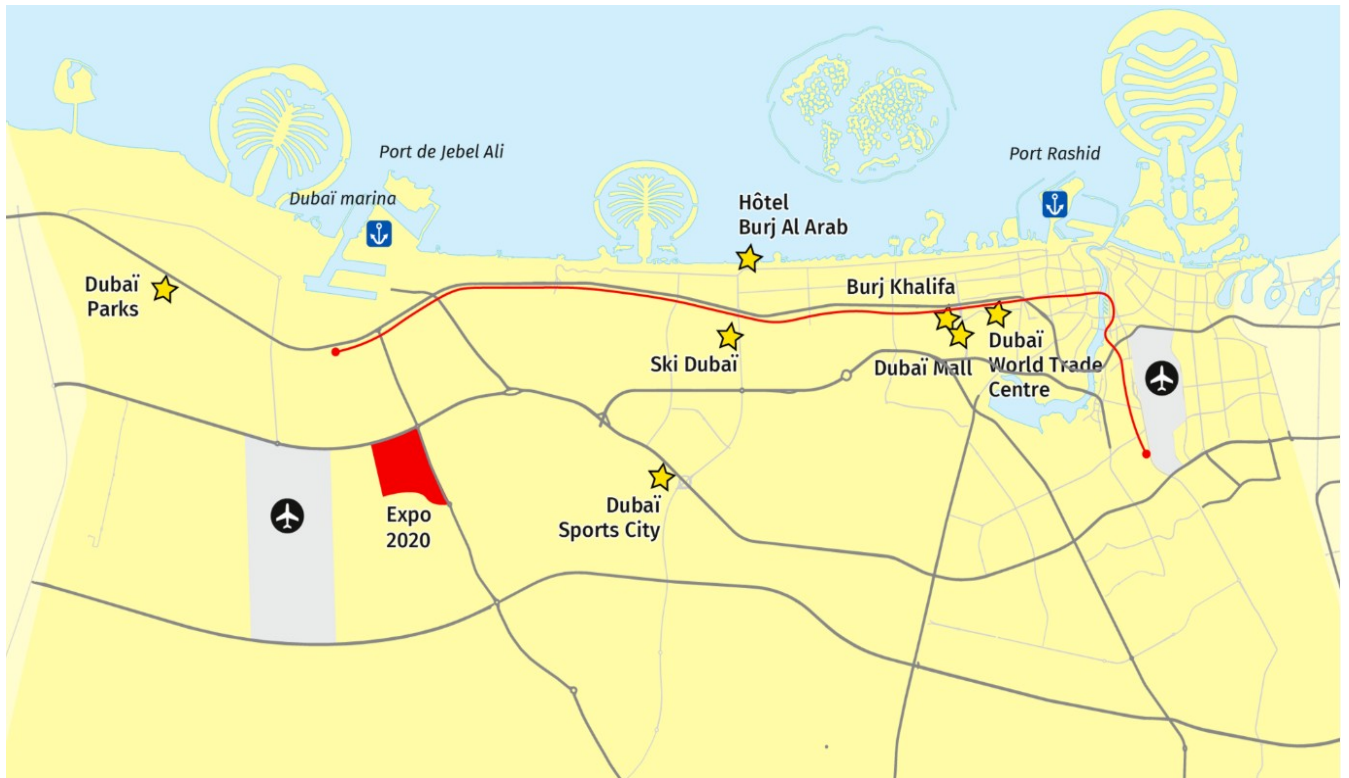 Port de Jebel Ali
Port Rashid
Dubaï marina
Hôtel
Burj Al Arab
Dubaï
Parks
Burj Khalifa
Ski Dubaï
Dubaï Mall
Dubaï
World Trade
Centre
Expo
2020
Dubaï
Sports City